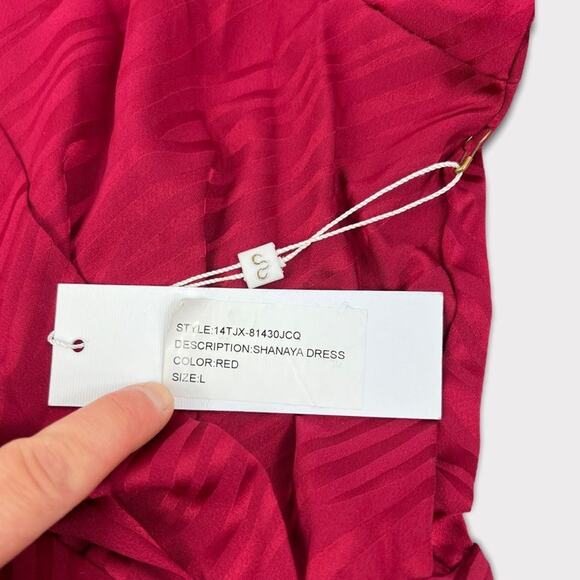 STYLE:14TJX-81430JCQ
DESCRIPTION:SHANAYA DRESS
COLOR:RED
SIZE:L